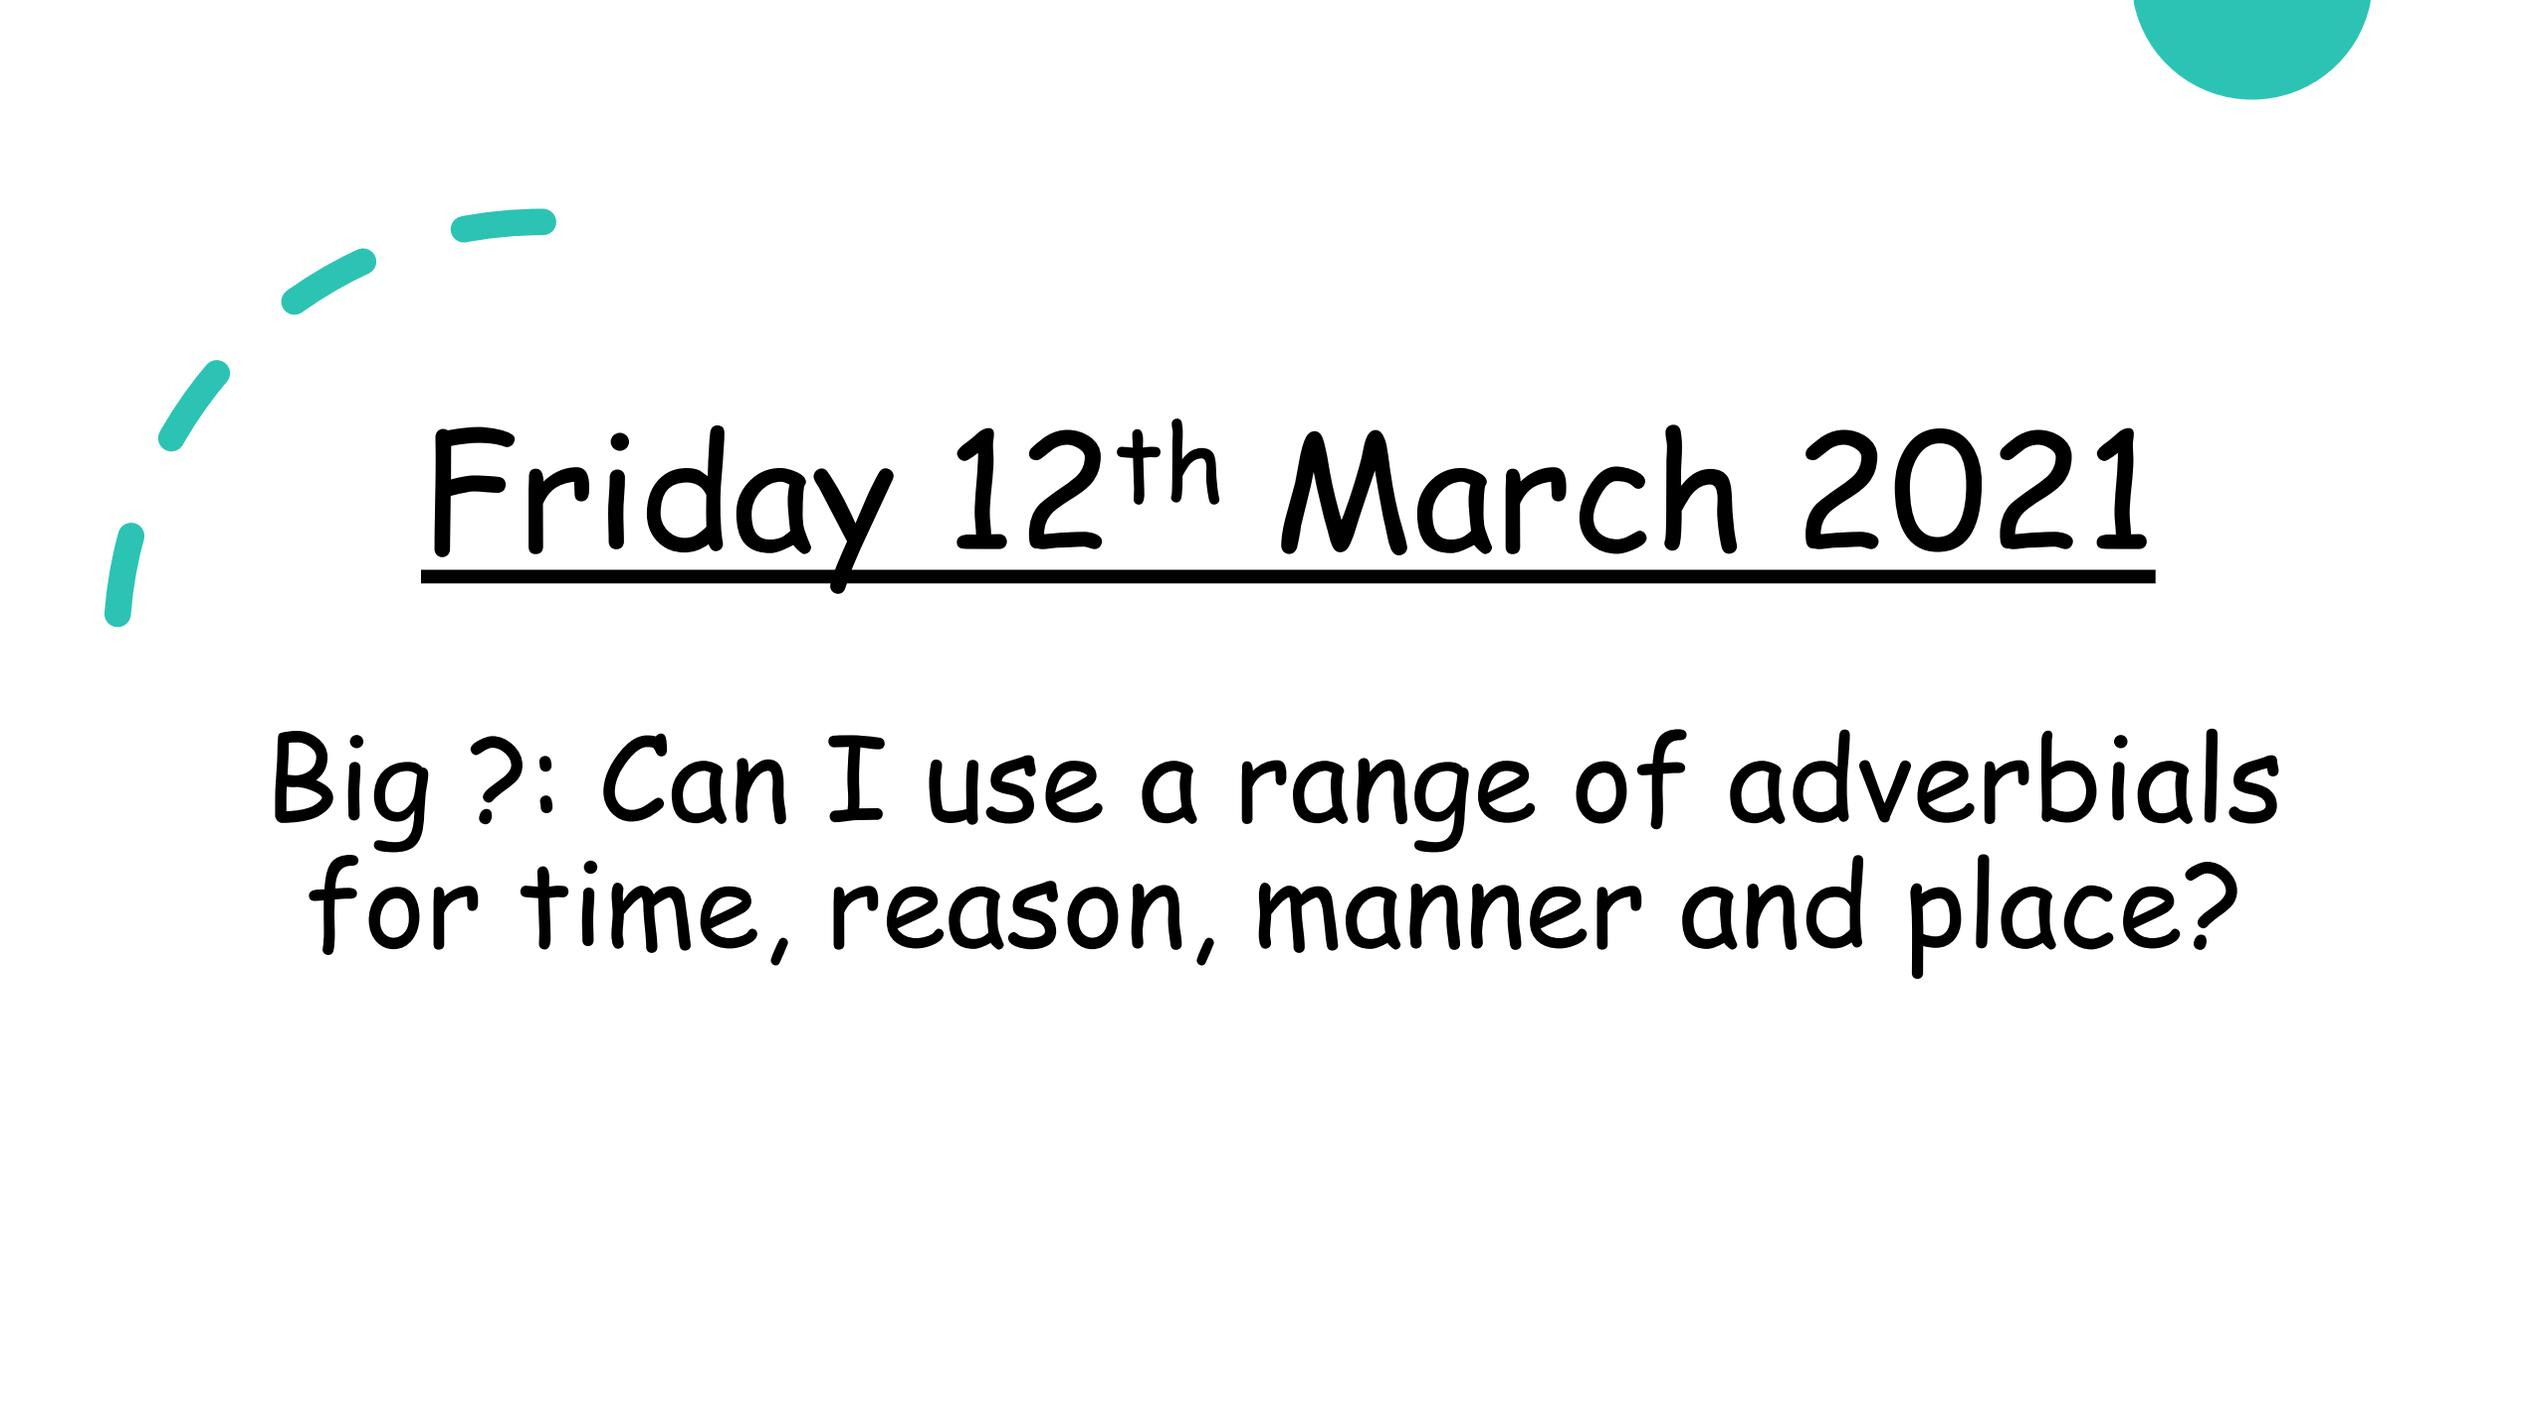 Friday 12th March 2021
Big ?: Can I use a range of adverbials
for time, reason, manner and place?